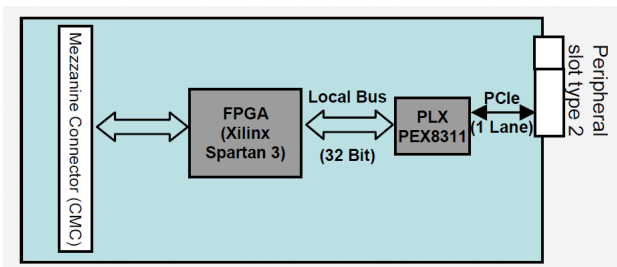 Mezzanine Connector (CMC)
FPGA
(Xilinx
Spartan 3)
Local Bus
(32 Bit)
PLX
PEX8311
PCIe
(1 Lane)
Peripheral
slot type 2